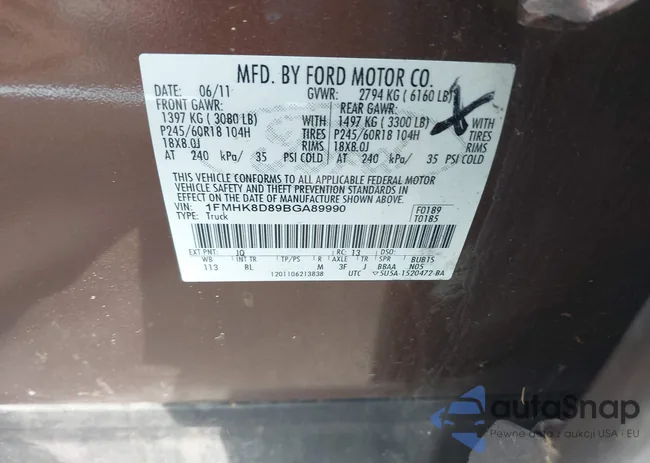 MFD. BY FORD MOTOR CO.
DATE: 06/11 GVWR: 2794 KG ( 6160 LB)
FRONT GAWR: REAR GAWR:
1397 KG ( 3080 LB) WITH 1497 KG ( 3300 LB) WITH
P245/60R18 104H TIRES P245/60R18 104H TIRES
18X8.0J RIMS 18X8.0J RIMS
AT 240 kPa/ 35 PSI COLD AT 240 kPa/ 35 PSI COLD
THIS VEHICLE CONFORMS TO ALL APPLICABLE FEDERAL MOTOR
VEHICLE SAFETY AND THEFT PREVENTION STANDARDS IN
EFFECT ON THE DATE OF MANUFACTURE SHOWN ABOVE.
VIN: 1FMHK8D89BGA89990 F0189
TYPE: Truck T0185
EXT PNT: JQ RC: 13 DSO:
WB INT TR TP/PS R AXLE TR SPR BUBTS
113 BL M 3F J BBAA N05
1201106213838 UTC 5U5A-1520472-BA
autoSnap
Pewne dane z aukcji USA i EU